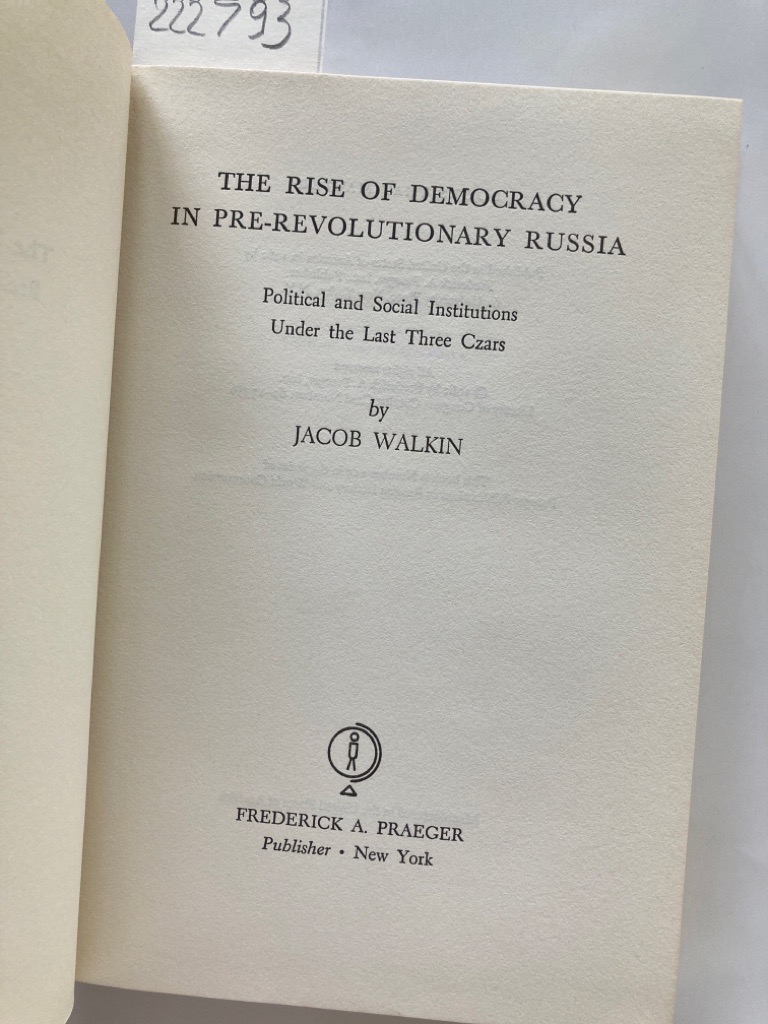 222793
THE RISE OF DEMOCRACY
IN PRE-REVOLUTIONARY RUSSIA
Political and Social Institutions
Under the Last Three Czars
by
JACOB WALKIN
FREDERICK A. PRAEGER
Publisher • New York